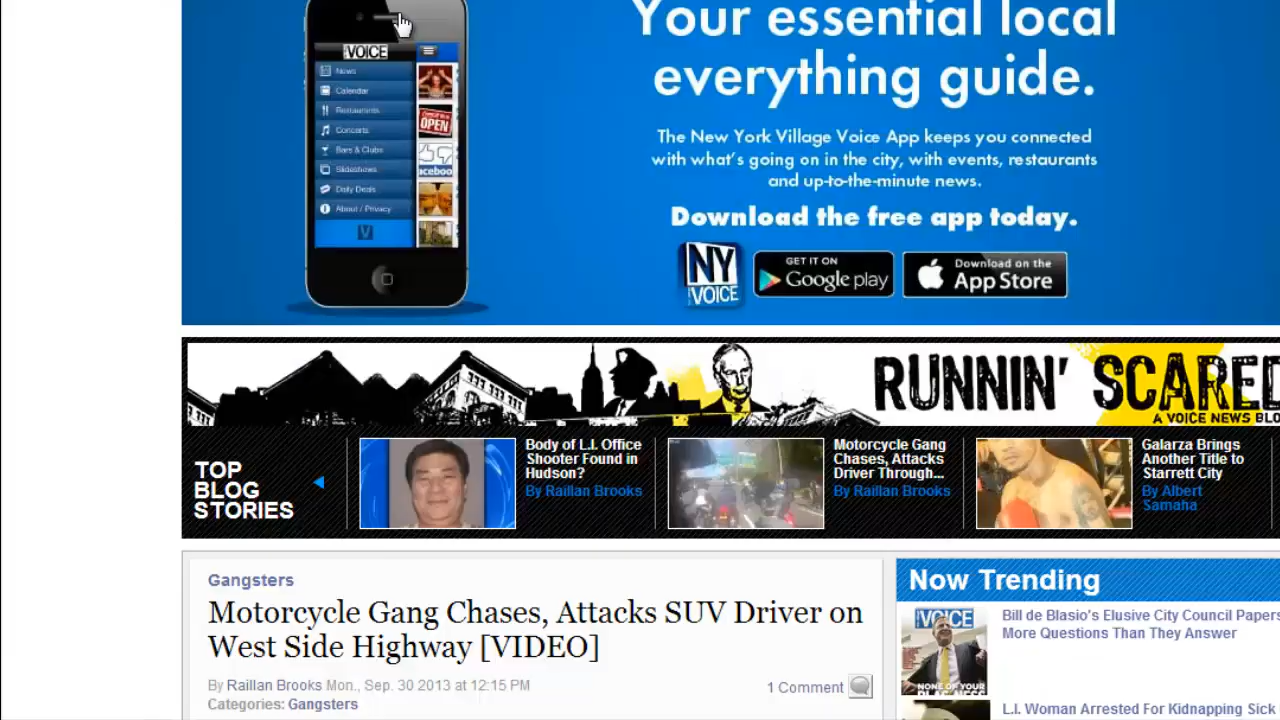 Your essential local
everything guide.
The New York Village Voice App keeps you connected
with what's going on in the city, with events, restaurants
and up-to-the-minute news.
Download the free app today.
NY
VOICE
GET IT ON
Google play
Download on the
App Store
VOICE
News
Calendar
Restaurants
Concerts
Bars & Clubs
Slideshows
Daily Deals
About / Privacy
V
OPEN
RUNNIN' SCARED
A VOICE NEWS BLO
TOP
BLOG
STORIES
Body of L.I. Office
Shooter Found in
Hudson?
By Raillan Brooks
Motorcycle Gang
Chases, Attacks
Driver Through...
By Raillan Brooks
Galarza Brings
Another Title to
Starrett City
By Albert
Samaha
Gangsters
Motorcycle Gang Chases, Attacks SUV Driver on
West Side Highway [VIDEO]
By Raillan Brooks Mon., Sep. 30 2013 at 12:15 PM
Categories: Gangsters
1 Comment
Now Trending
VOICE
NONE OF YOUR
Bill de Blasio's Elusive City Council Papers
More Questions Than They Answer
L.I. Woman Arrested For Kidnapping Sick